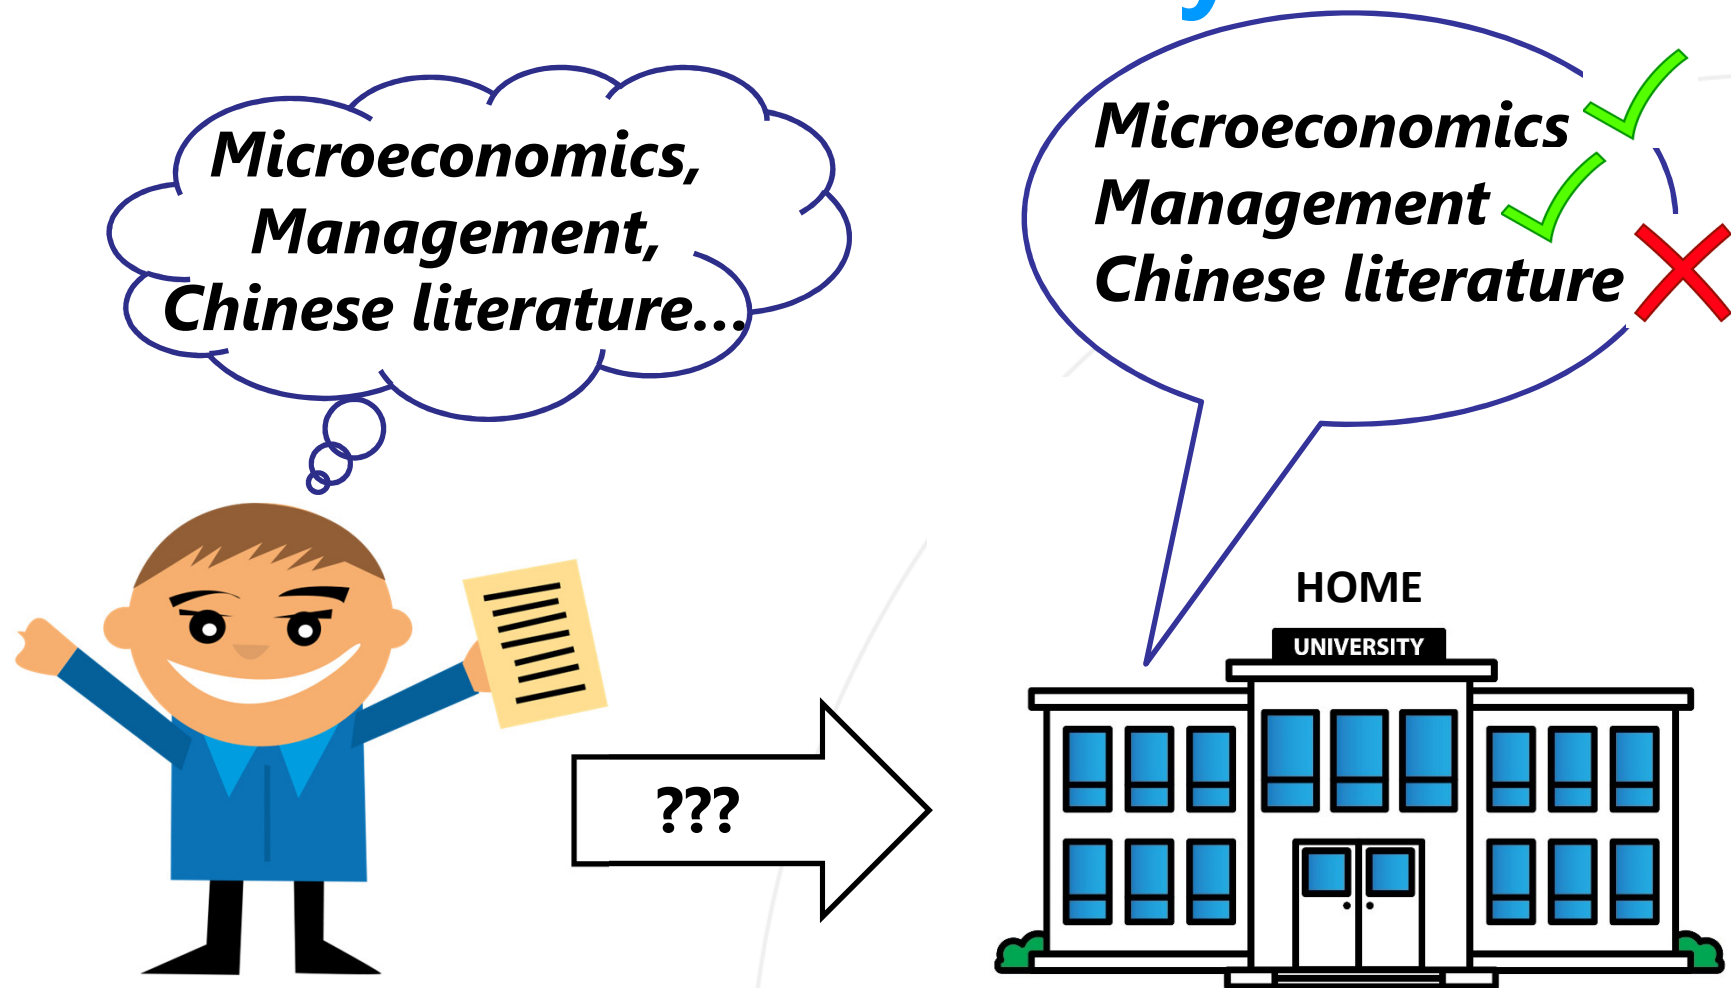 Microeconomics,
Management,
Chinese literature...
Microeconomics
Management
Chinese literature
???
HOME
UNIVERSITY